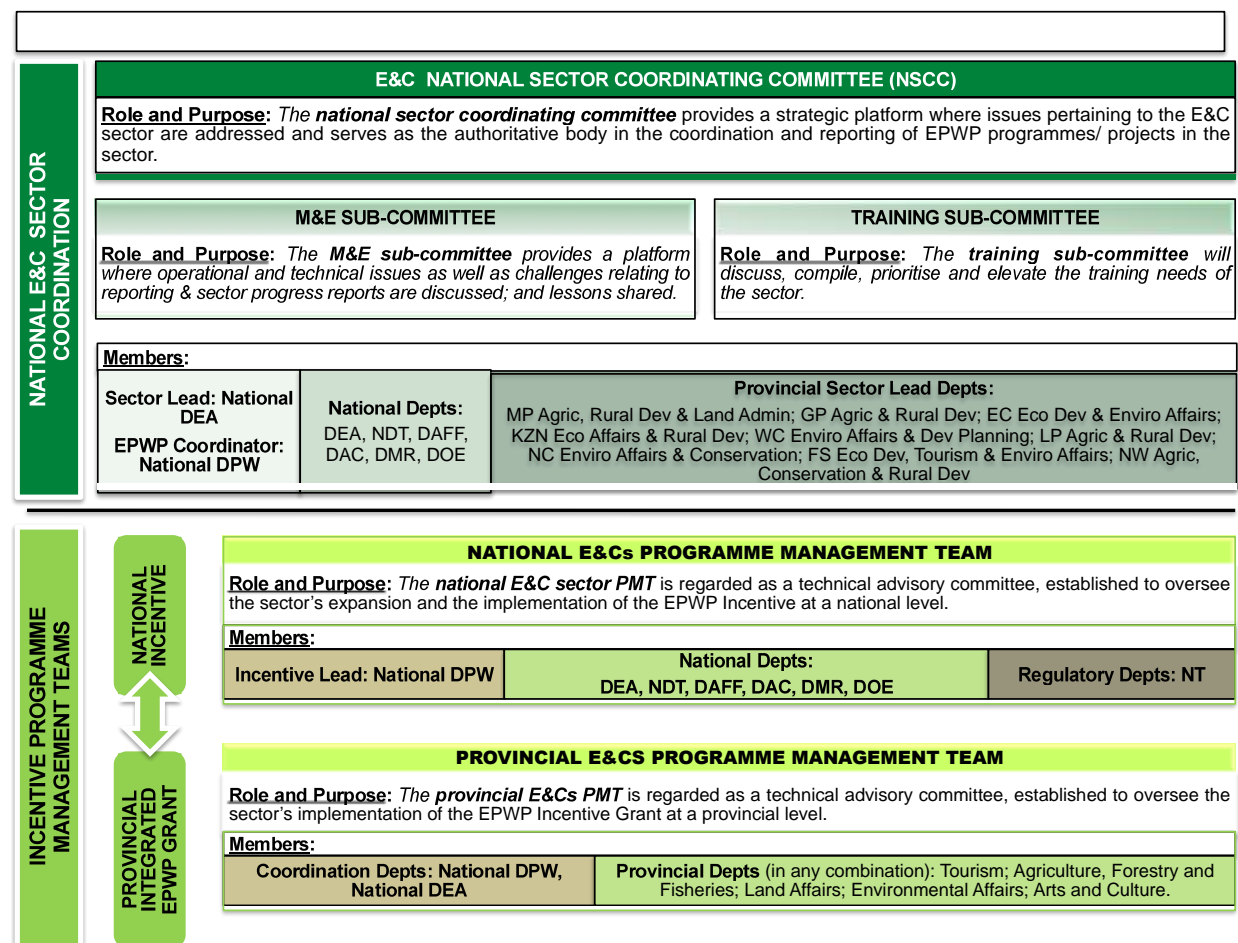 NATIONAL E&C SECTOR
COORDINATION
E&C NATIONAL SECTOR COORDINATING COMMITTEE (NSCC)
Role and Purpose: The national sector coordinating committee provides a strategic platform where issues pertaining to the E&C
sector are addressed and serves as the authoritative body in the coordination and reporting of EPWP programmes/ projects in the
sector.
M&E SUB-COMMITTEE
Role and Purpose: The M&E sub-committee provides a platform
where operational and technical issues as well as challenges relating to
reporting & sector progress reports are discussed; and lessons shared.
TRAINING SUB-COMMITTEE
Role and Purpose: The training sub-committee will
discuss, compile, prioritise and elevate the training needs of
the sector.
Members:
Sector Lead: National
DEA
EPWP Coordinator:
National DPW
National Depts:
DEA, NDT, DAFF,
DAC, DMR, DOE
Provincial Sector Lead Depts:
MP Agric, Rural Dev & Land Admin; GP Agric & Rural Dev; EC Eco Dev & Enviro Affairs;
KZN Eco Affairs & Rural Dev; WC Enviro Affairs & Dev Planning; LP Agric & Rural Dev;
NC Enviro Affairs & Conservation; FS Eco Dev, Tourism & Enviro Affairs; NW Agric,
Conservation & Rural Dev
INCENTIVE PROGRAMME
MANAGEMENT TEAMS
NATIONAL
INCENTIVE
NATIONAL E&Cs PROGRAMME MANAGEMENT TEAM
Role and Purpose: The national E&C sector PMT is regarded as a technical advisory committee, established to oversee
the sector's expansion and the implementation of the EPWP Incentive at a national level.
Members:
Incentive Lead: National DPW
National Depts:
DEA, NDT, DAFF, DAC, DMR, DOE
Regulatory Depts: NT
PROVINCIAL
INTEGRATED
EPWP GRANT
PROVINCIAL E&CS PROGRAMME MANAGEMENT TEAM
Role and Purpose: The provincial E&Cs PMT is regarded as a technical advisory committee, established to oversee the
sector's implementation of the EPWP Incentive Grant at a provincial level.
Members:
Coordination Depts: National DPW,
National DEA
Provincial Depts (in any combination): Tourism; Agriculture, Forestry and
Fisheries; Land Affairs; Environmental Affairs; Arts and Culture.